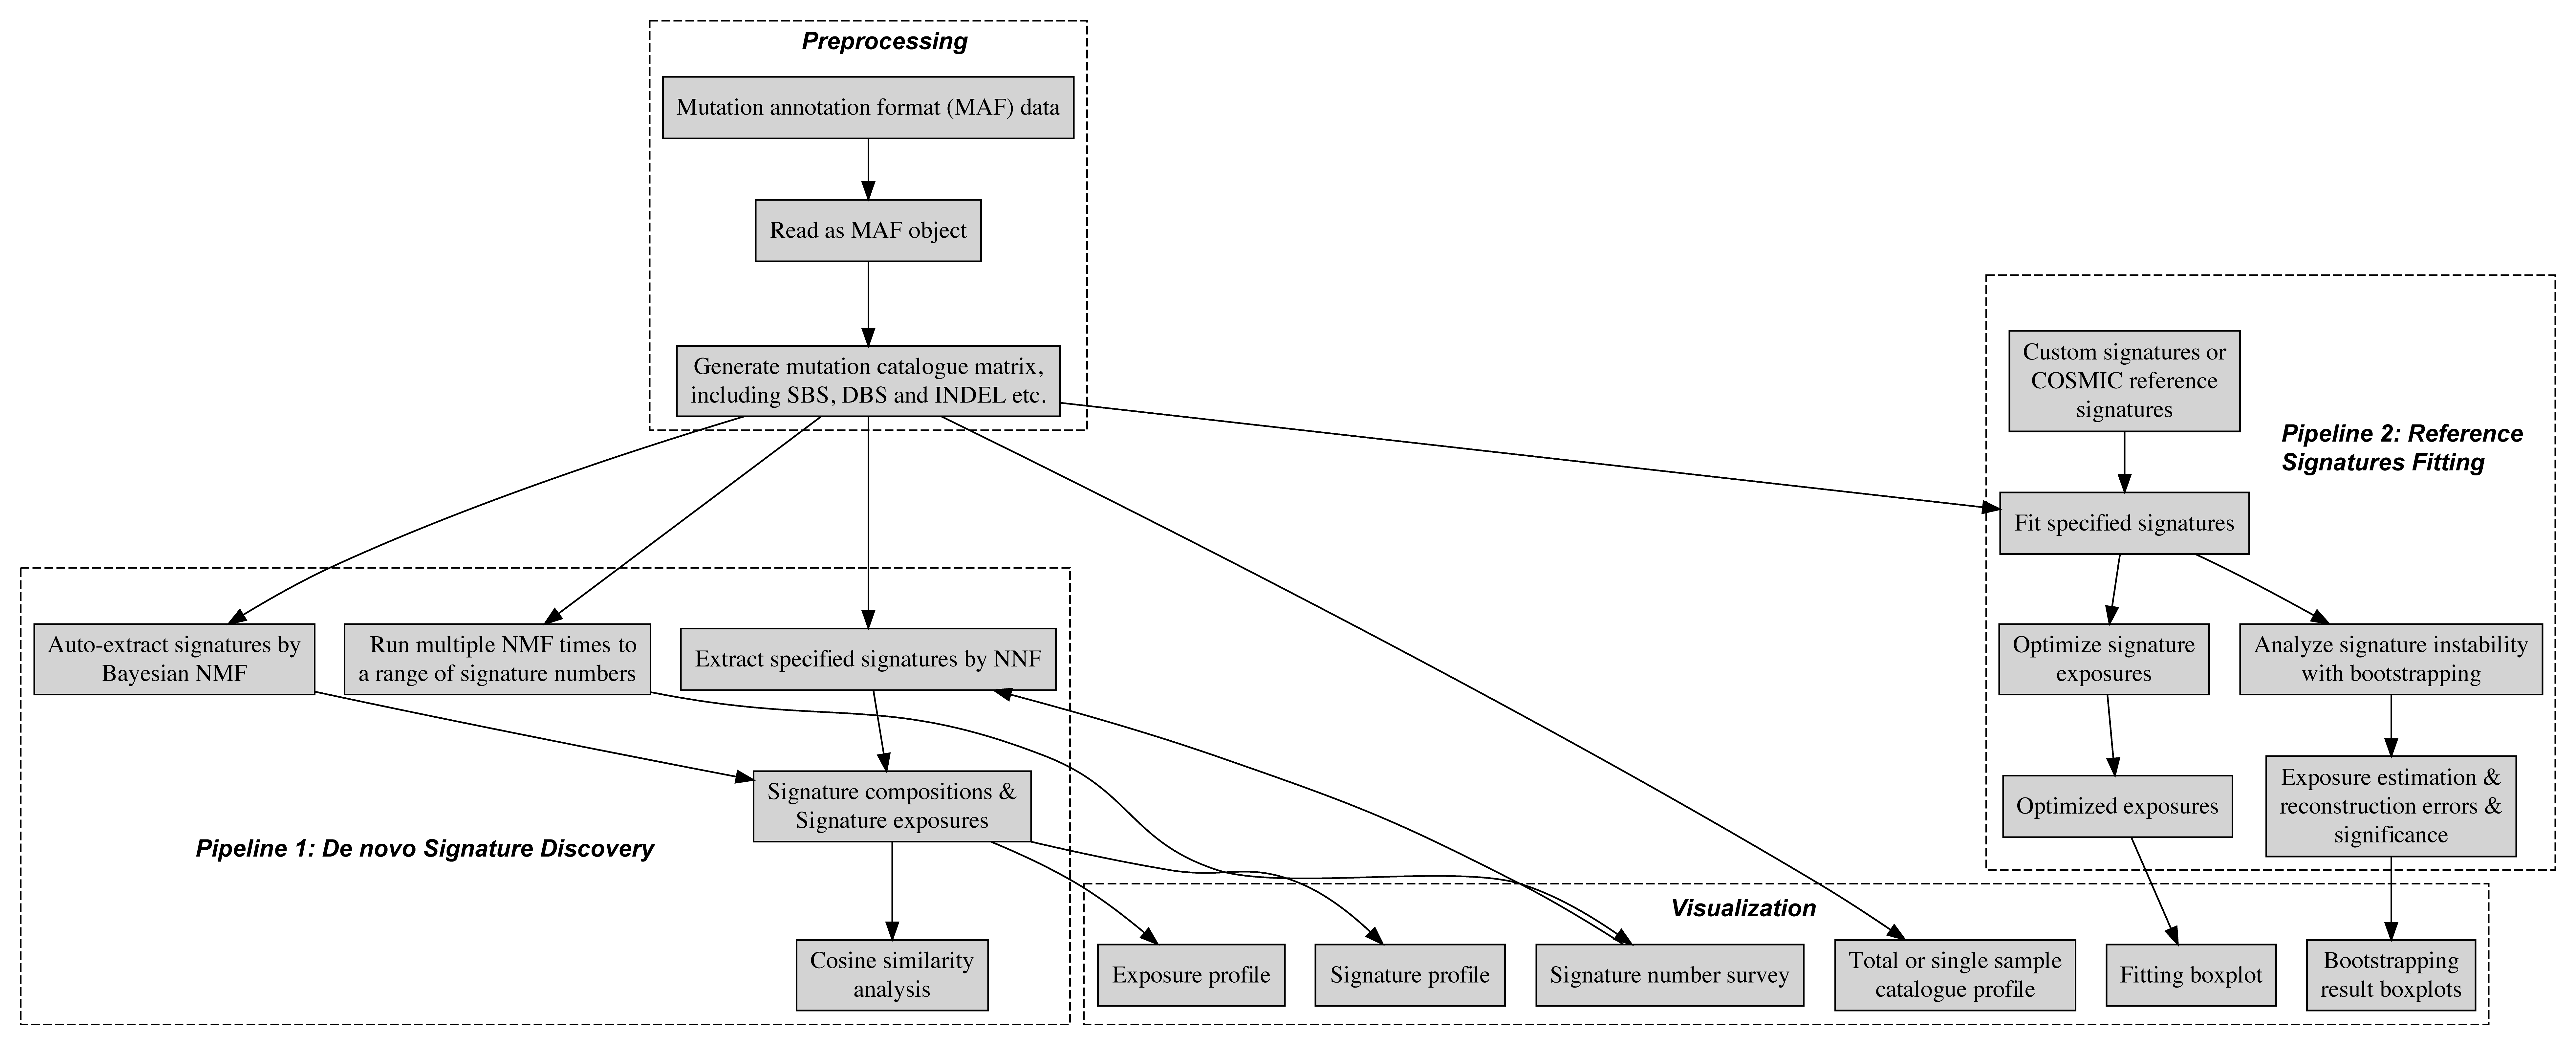 Preprocessing
Mutation annotation format (MAF) data
Read as MAF object
Generate mutation catalogue matrix,
including SBS, DBS and INDEL etc.
Custom signatures or
COSMIC reference
signatures
Pipeline 2: Reference
Signatures Fitting
Fit specified signatures
Auto-extract signatures by
Bayesian NMF
Run multiple NMF times to
a range of signature numbers
Extract specified signatures by NNF
Optimize signature
exposures
Analyze signature instability
with bootstrapping
Signature compositions &
Signature exposures
Optimized exposures
Exposure estimation &
reconstruction errors &
significance
Pipeline 1: De novo Signature Discovery
Visualization
Cosine similarity
analysis
Exposure profile
Signature profile
Signature number survey
Total or single sample
catalogue profile
Fitting boxplot
Bootstrapping
result boxplots